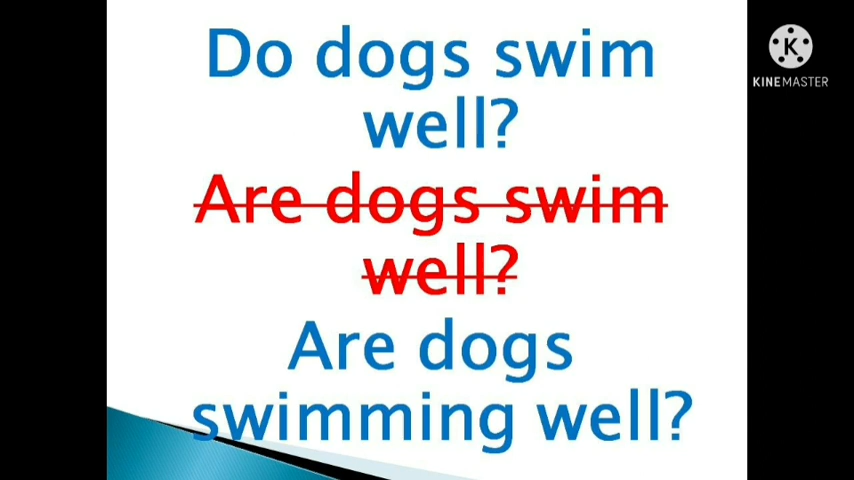 Do dogs swim
well?
Are dogs swim
well?
Are dogs
swimming well?
K
KINEMASTER